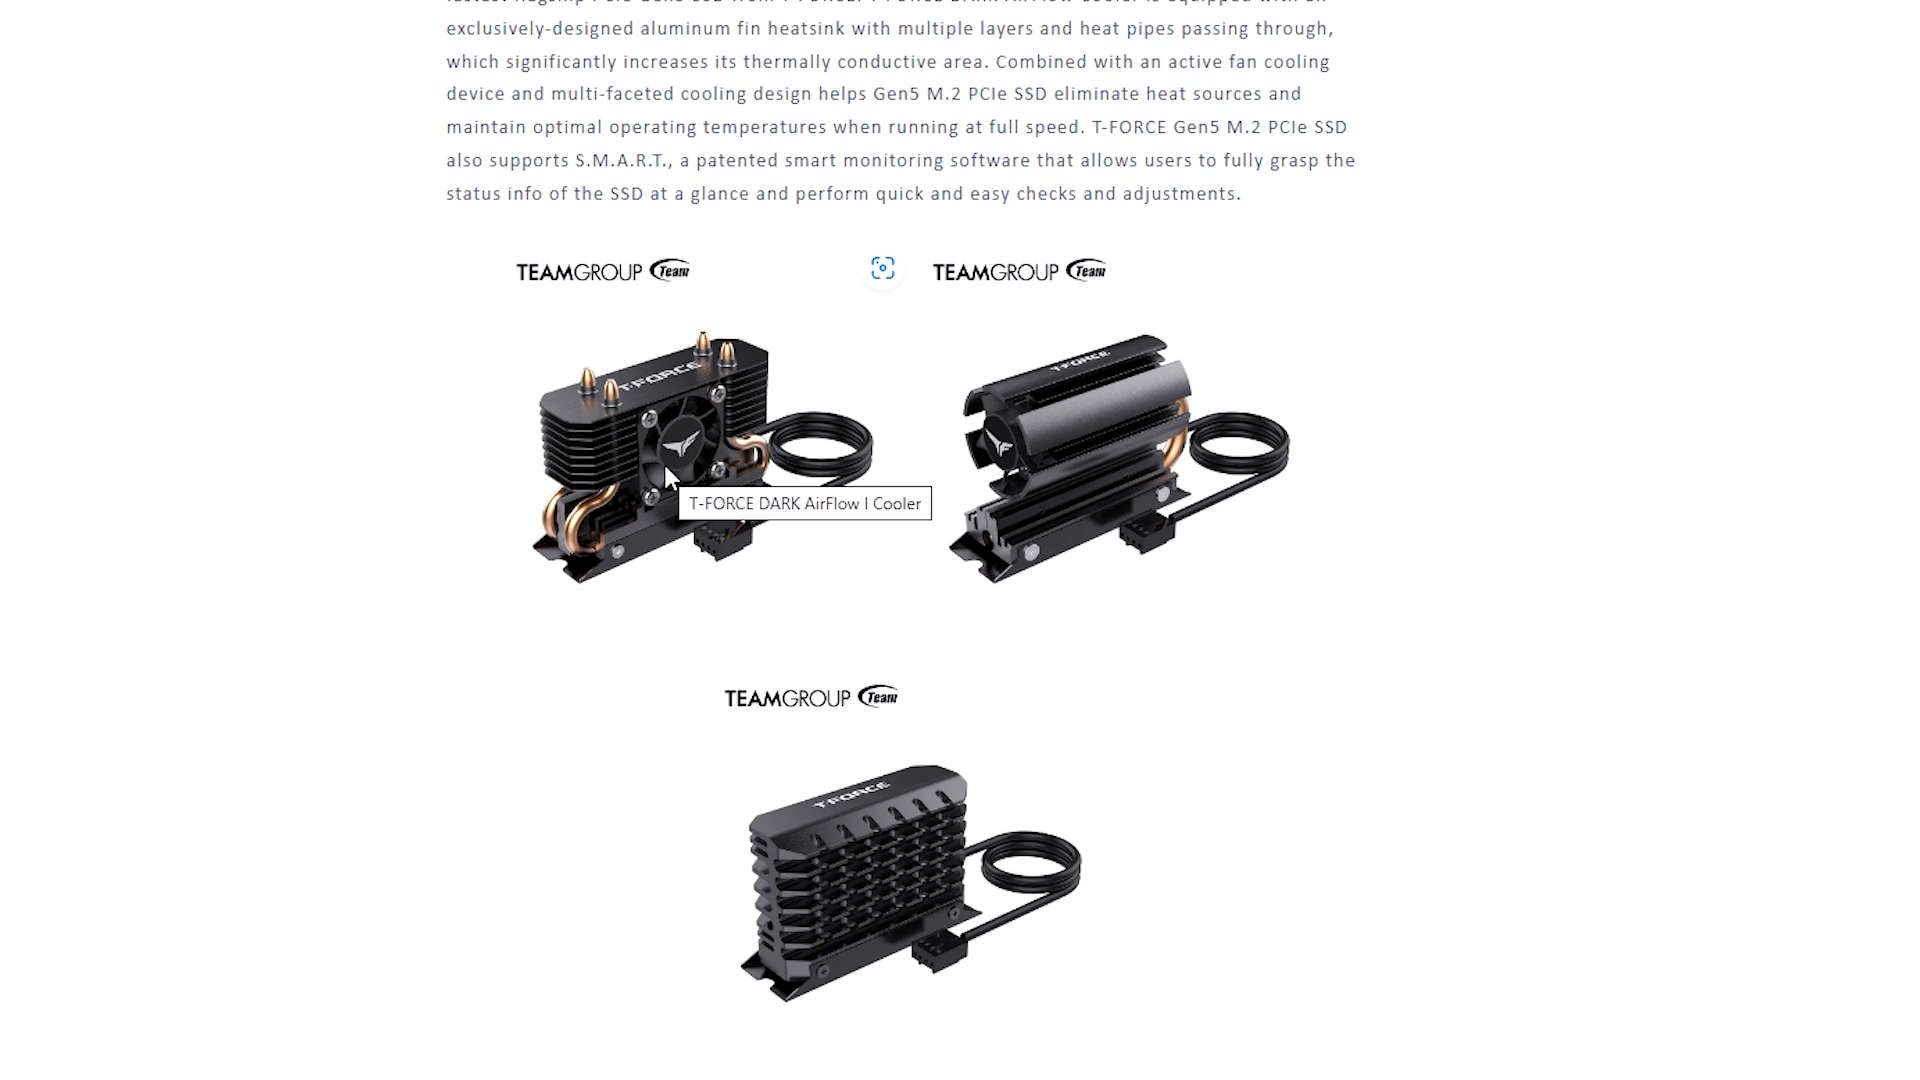 exclusively-designed aluminum fin heatsink with multiple layers and heat pipes passing through,
which significantly increases its thermally conductive area. Combined with an active fan cooling
device and multi-faceted cooling design helps Gen5 M.2 PCIe SSD eliminate heat sources and
maintain optimal operating temperatures when running at full speed. T-FORCE Gen5 M.2 PCIe SSD
also supports S.M.A.R.T., a patented smart monitoring software that allows users to fully grasp the
status info of the SSD at a glance and perform quick and easy checks and adjustments.
TEAMGROUP Team
TEAMGROUP Team
T-FORCE
T-FORCE
T-FORCE DARK AirFlow I Cooler
TEAMGROUP Team
T-FORCE